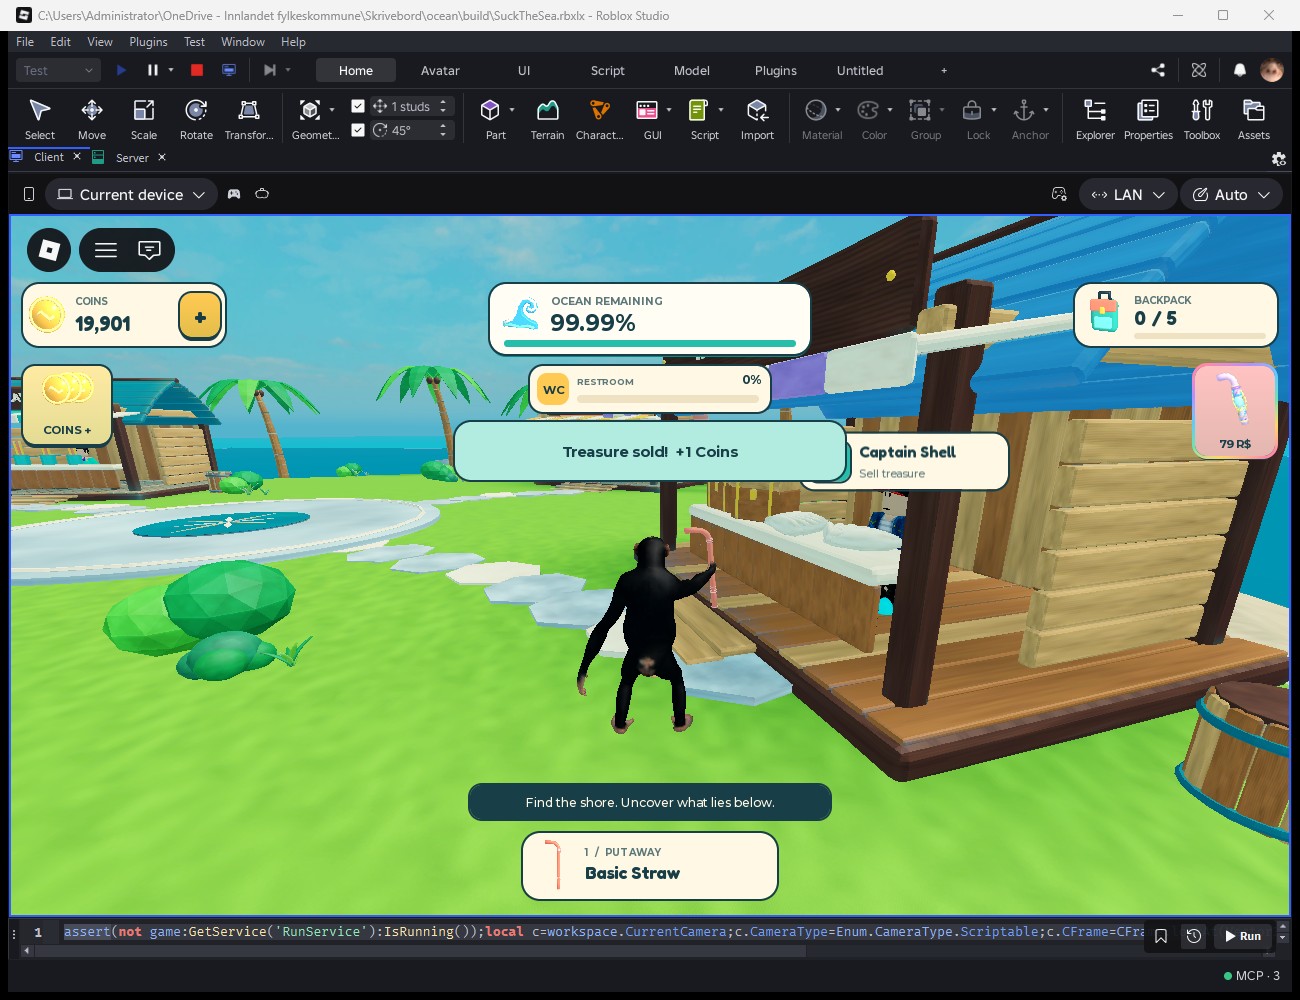 C:\Users\Administrator\OneDrive - Innlandet fylkeskommune\Skrivebord\ocean\build\SuckTheSea.rbxlx - Roblox Studio
File Edit View Plugins Test Window Help
Test Home Avatar UI Script Model Plugins Untitled +
1 studs
45°
Select Move Scale Rotate Transfor... Geomet... Part Terrain Charact... GUI Script Import Material Color Group Lock Anchor Explorer Properties Toolbox Assets
Client Server
Current device LAN Auto
COINS
19,901
+
OCEAN REMAINING
99.99%
BACKPACK
0 / 5
WC RESTROOM 0%
COINS +
79 R$
Treasure sold! +1 Coins
Captain Shell
Sell treasure
Find the shore. Uncover what lies below.
1 / PUT AWAY
Basic Straw
1 assert(not game:GetService('RunService'):IsRunning());local c=workspace.CurrentCamera;c.CameraType=Enum.CameraType.Scriptable;c.CFrame=CFra
Run
MCP · 3